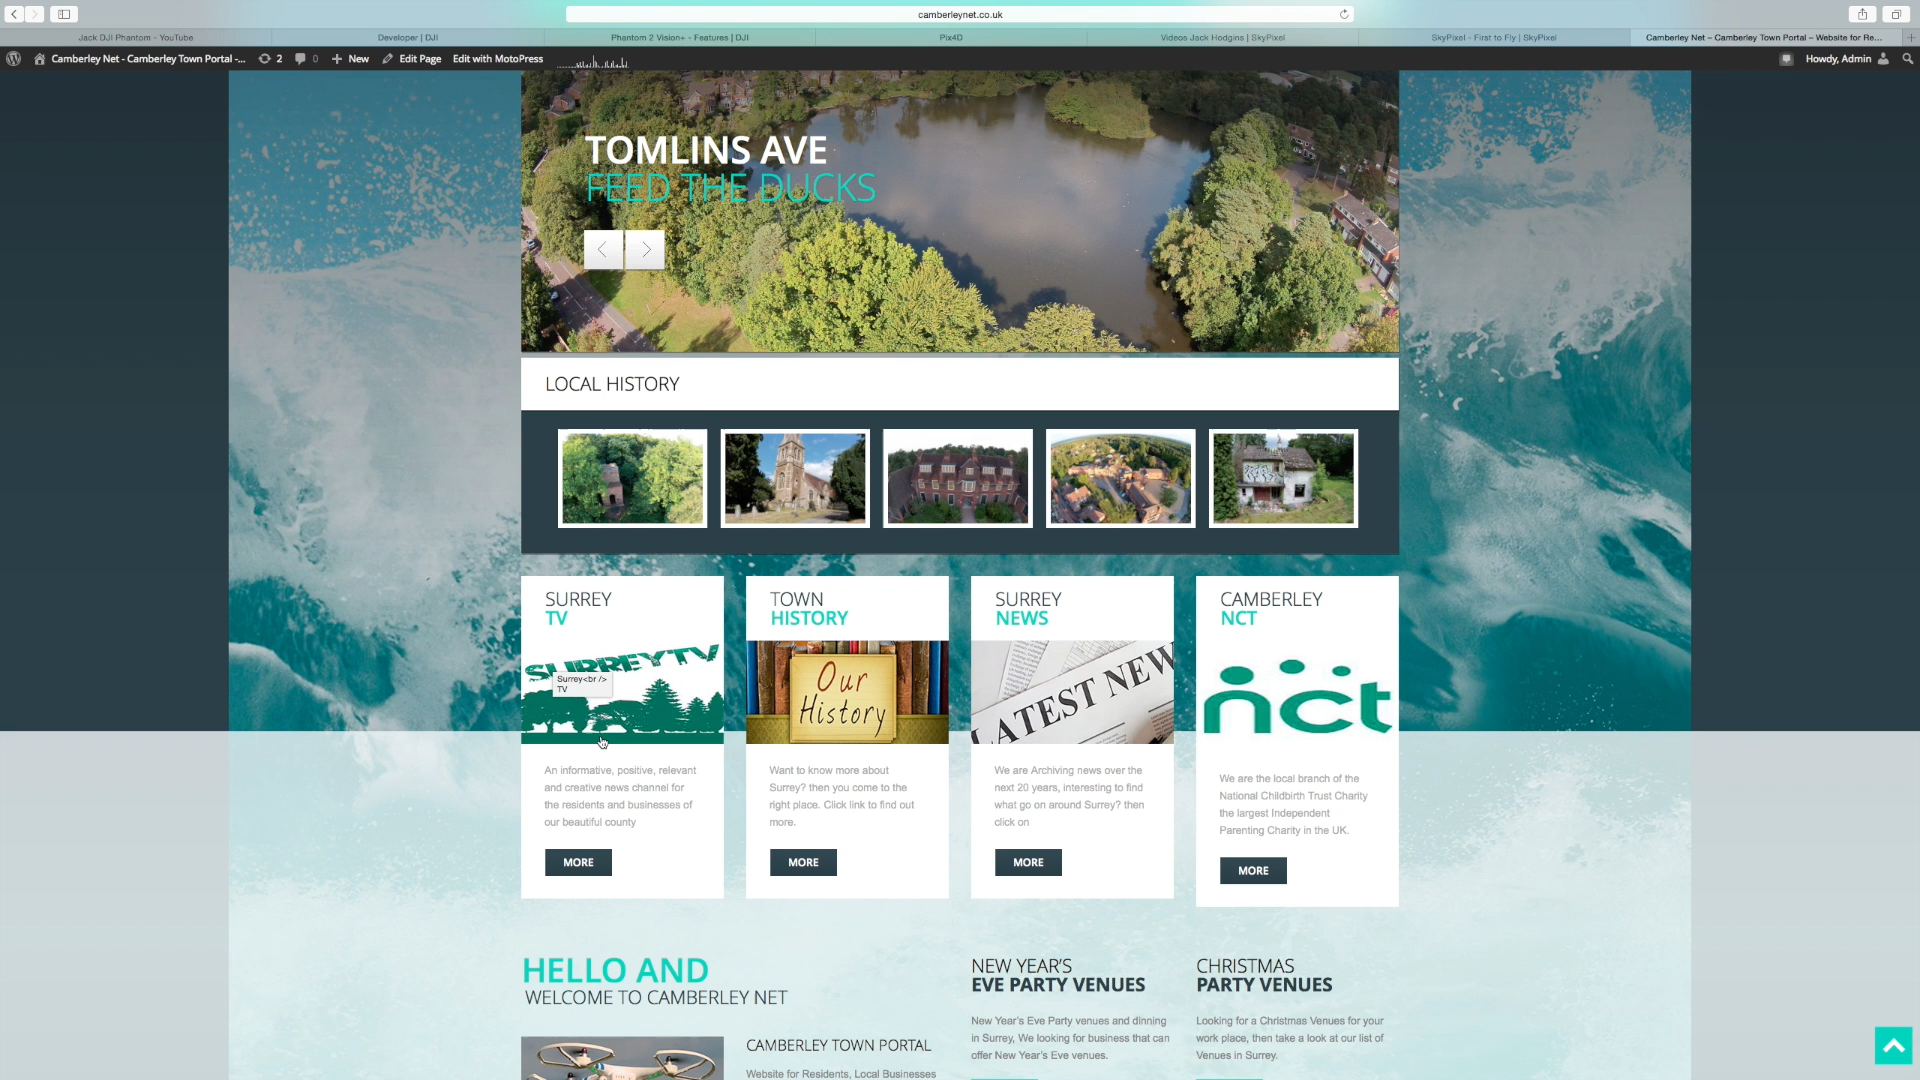 camberleynet.co.uk
Jack DJI Phantom - YouTube
Developer | DJI
Phantom 2 Vision+ - Features | DJI
Pix4D
Videos Jack Hodgins | SkyPixel
SkyPixel - First to Fly | SkyPixel
Camberley Net – Camberley Town Portal – Website for Re...
Camberley Net - Camberley Town Portal -...
2
0
New
Edit Page
Edit with MotoPress
Howdy, Admin
TOMLINS AVE
FEED THE DUCKS
LOCAL HISTORY
SURREY
TV
SURREYTV
Surrey<br />
TV
An informative, positive, relevant
and creative news channel for
the residents and businesses of
our beautiful county
MORE
TOWN
HISTORY
Our
History
Want to know more about
Surrey? then you come to the
right place. Click link to find out
more.
MORE
SURREY
NEWS
LATEST NEW
We are Archiving news over the
next 20 years, interesting to find
what go on around Surrey? then
click on
MORE
CAMBERLEY
NCT
nct
We are the local branch of the
National Childbirth Trust Charity
the largest Independent
Parenting Charity in the UK.
MORE
HELLO AND
WELCOME TO CAMBERLEY NET
CAMBERLEY TOWN PORTAL
Website for Residents, Local Businesses
NEW YEAR'S
EVE PARTY VENUES
New Year's Eve Party venues and dinning
in Surrey, We looking for business that can
offer New Year's Eve venues.
CHRISTMAS
PARTY VENUES
Looking for a Christmas Venues for your
work place, then take a look at our list of
Venues in Surrey.